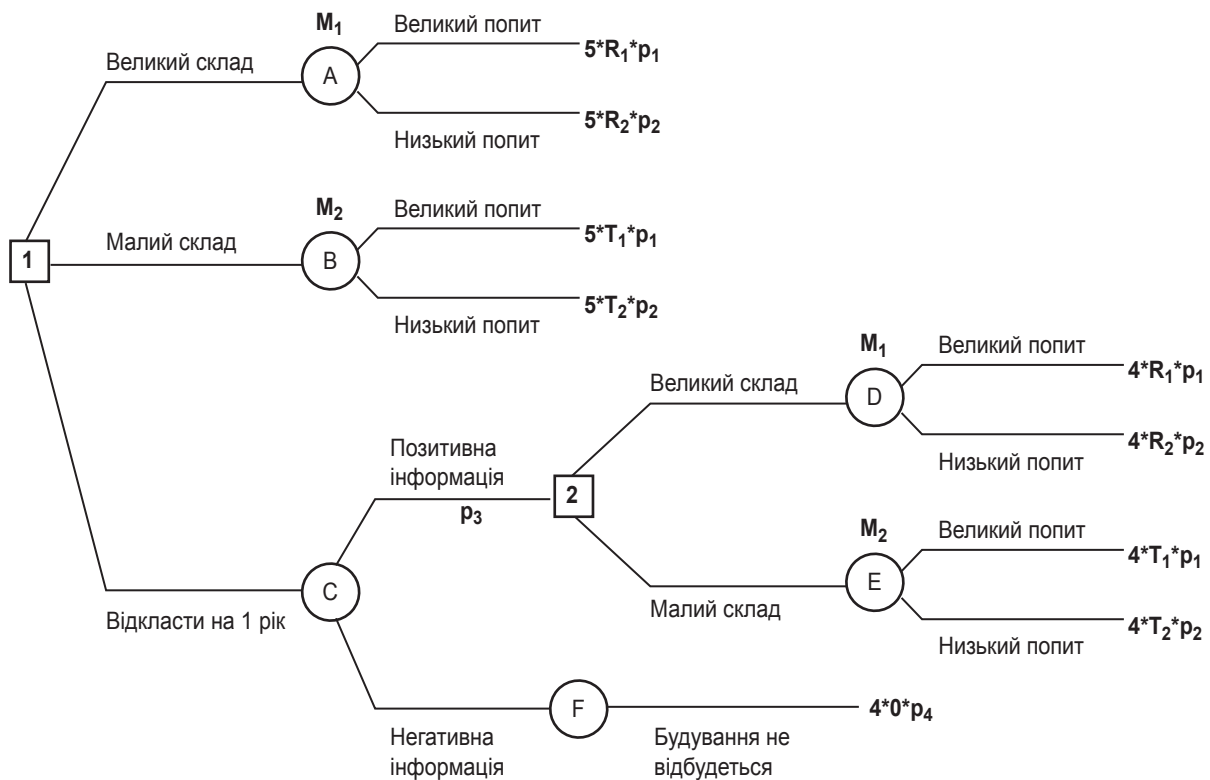 M1
Великий попит
Великий склад
A
5*R1*p1
5*R2*p2
Низький попит
M2
Великий попит
Малий склад
5*T1*p1
1
B
5*T2*p2
Низький попит
M1
Великий попит
Великий склад
D
4*R1*p1
4*R2*p2
Низький попит
Позитивна
інформація
p3
2
M2
Великий попит
4*T1*p1
C
E
Малий склад
4*T2*p2
Низький попит
Відкласти на 1 рік
F
4*0*p4
Негативна
інформація
Будування не
відбудеться